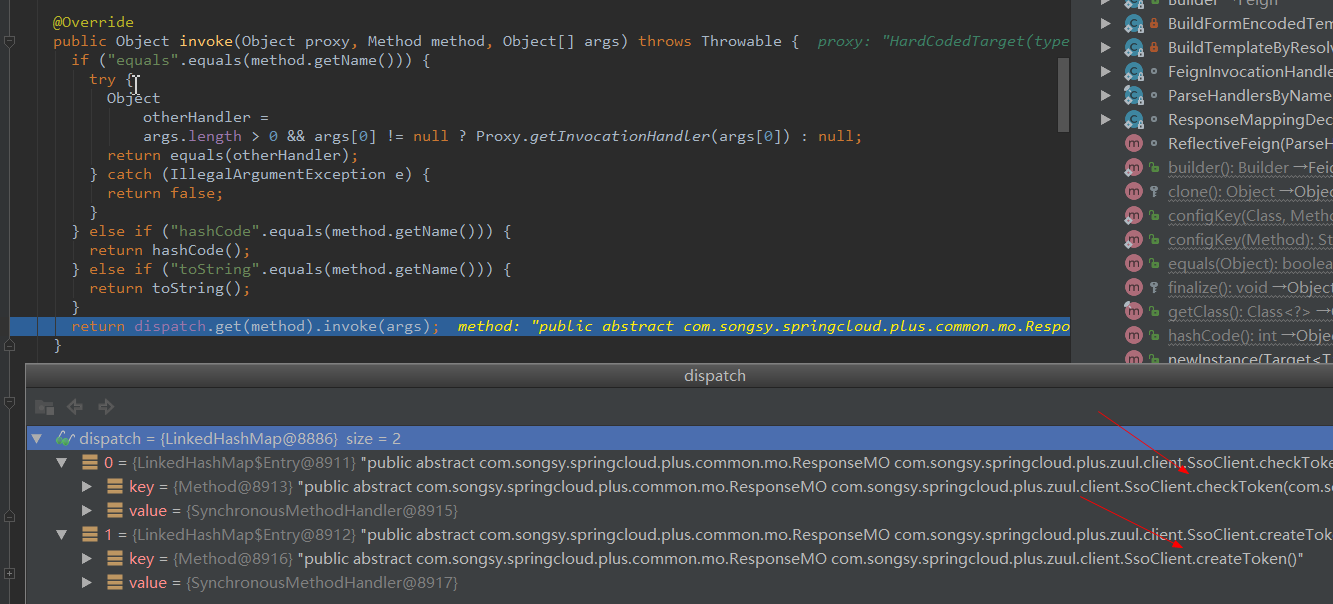 @Override
public Object invoke(Object proxy, Method method, Object[] args) throws Throwable {  proxy: "HardCodedTarget(type
if ("equals".equals(method.getName())) {
try {
Object
otherHandler =
args.length > 0 && args[0] != null ? Proxy.getInvocationHandler(args[0]) : null;
return equals(otherHandler);
} catch (IllegalArgumentException e) {
return false;
}
} else if ("hashCode".equals(method.getName())) {
return hashCode();
} else if ("toString".equals(method.getName())) {
return toString();
}
return dispatch.get(method).invoke(args);  method: "public abstract com.songsy.springcloud.plus.common.mo.Respo
}
Builder →Feign
BuildFormEncodedTem
BuildTemplateByResolv
FeignInvocationHandle
ParseHandlersByName
ResponseMappingDec
ReflectiveFeign(ParseH
builder(): Builder →Feig
clone(): Object →Objec
configKey(Class, Metho
configKey(Method): St
equals(Object): boolea
finalize(): void →Object
getClass(): Class<?> →O
hashCode(): int →Obje
newInstance(Target<T
dispatch
dispatch = {LinkedHashMap@8886}  size = 2
0 = {LinkedHashMap$Entry@8911} "public abstract com.songsy.springcloud.plus.common.mo.ResponseMO com.songsy.springcloud.plus.zuul.client.SsoClient.checkToke
key = {Method@8913} "public abstract com.songsy.springcloud.plus.common.mo.ResponseMO com.songsy.springcloud.plus.zuul.client.SsoClient.checkToken(com.s
value = {SynchronousMethodHandler@8915}
1 = {LinkedHashMap$Entry@8912} "public abstract com.songsy.springcloud.plus.common.mo.ResponseMO com.songsy.springcloud.plus.zuul.client.SsoClient.createTok
key = {Method@8916} "public abstract com.songsy.springcloud.plus.common.mo.ResponseMO com.songsy.springcloud.plus.zuul.client.SsoClient.createToken()"
value = {SynchronousMethodHandler@8917}